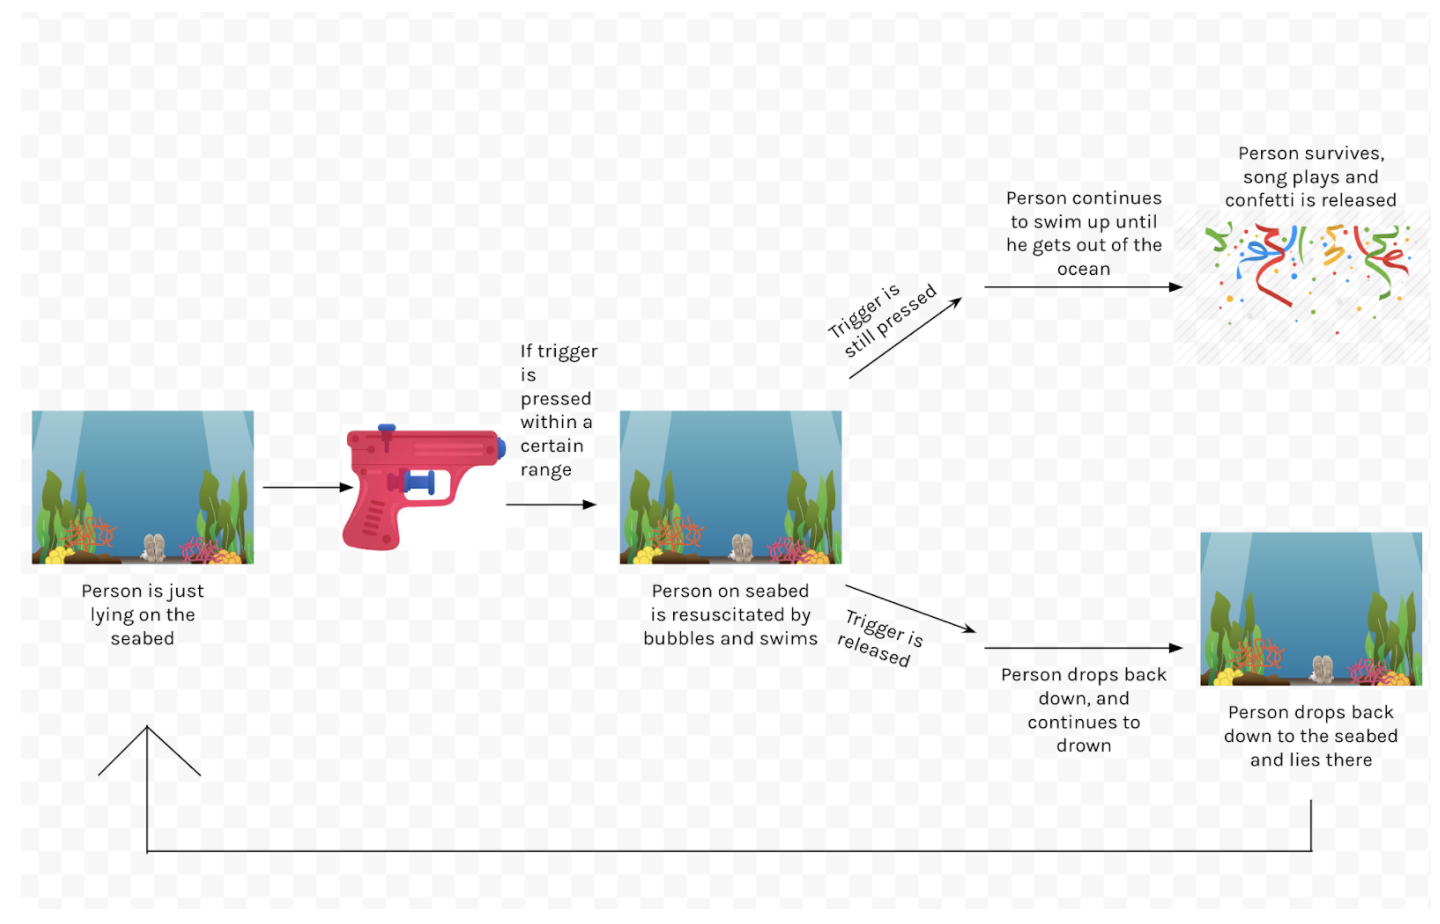 Person is just
lying on the
seabed
If trigger
is
pressed
within a
certain
range
Person on seabed
is resuscitated by
bubbles and swims
Trigger is
still pressed
Person continues
to swim up until
he gets out of the
ocean
Person survives,
song plays and
confetti is released
Trigger is
released
Person drops back
down, and
continues to
drown
Person drops back
down to the seabed
and lies there